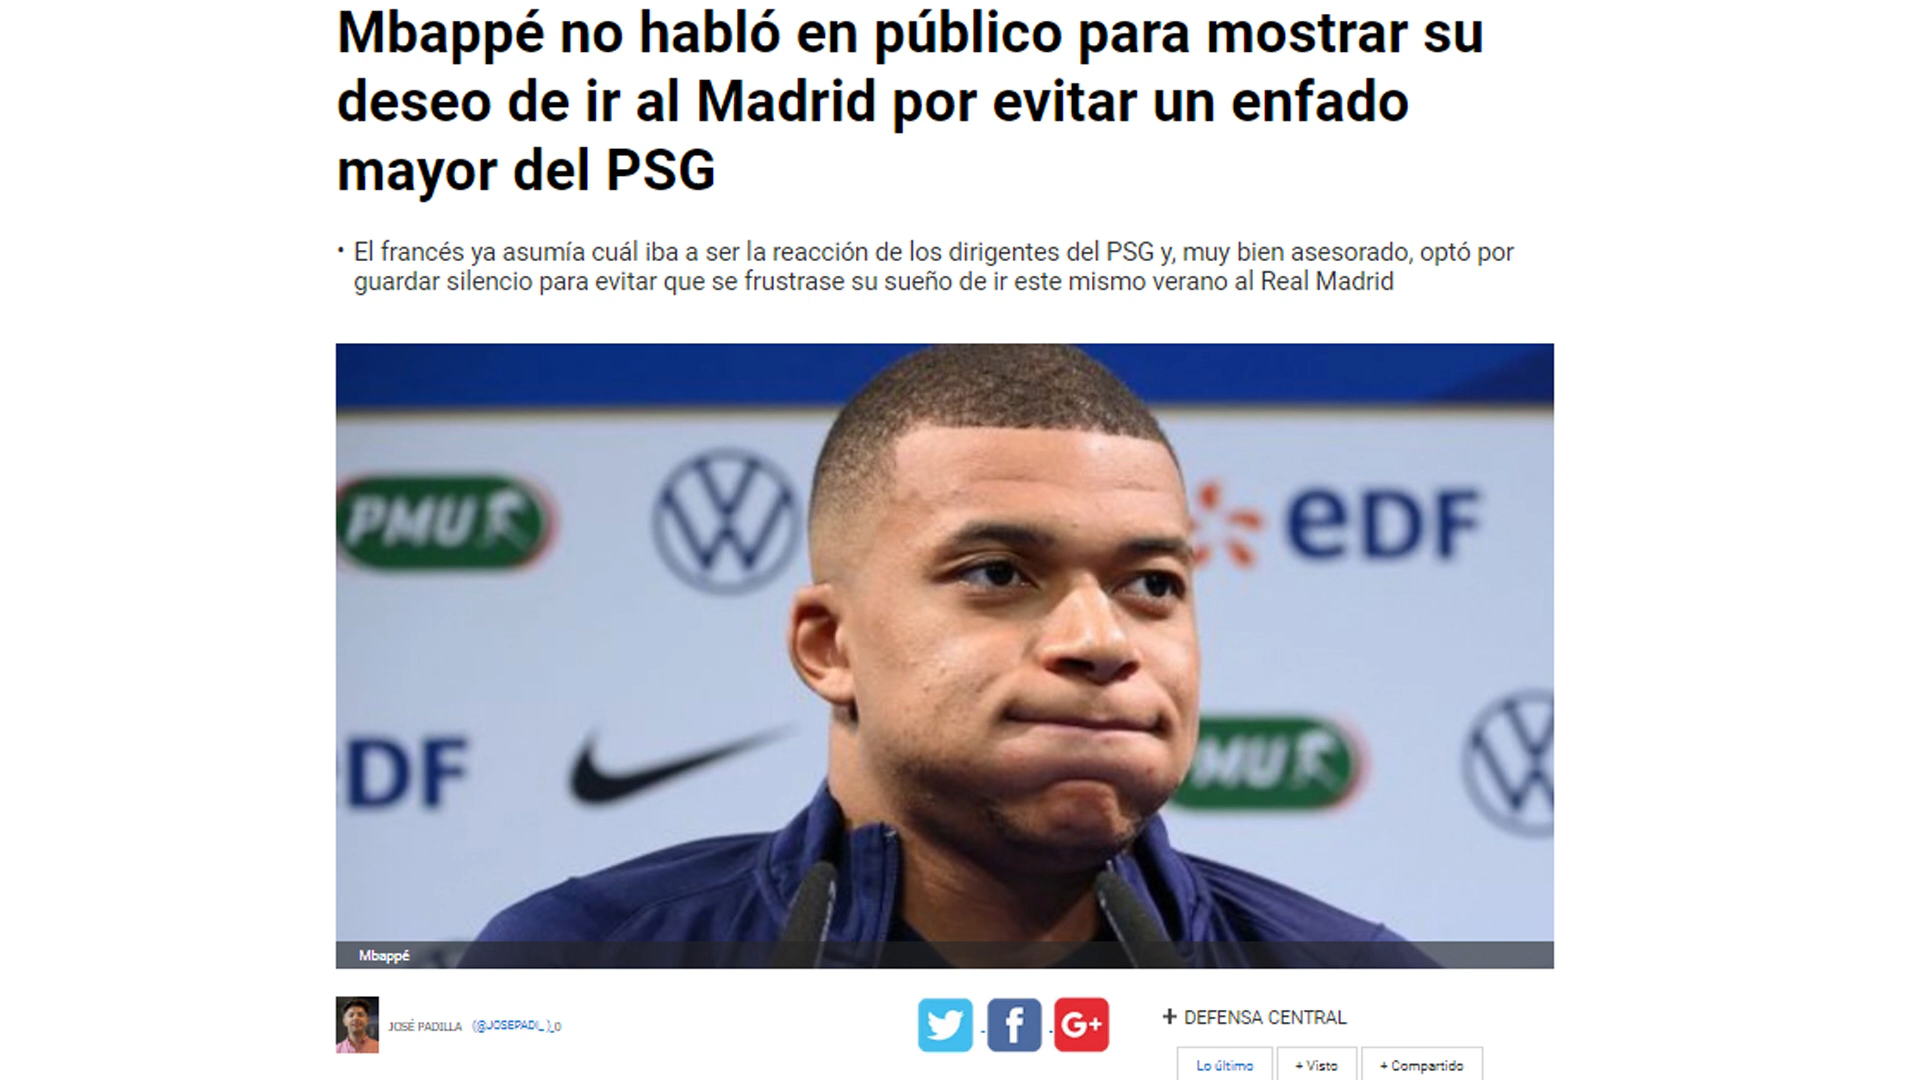 Mbappé no habló en público para mostrar su
deseo de ir al Madrid por evitar un enfado
mayor del PSG
• El francés ya asumía cuál iba a ser la reacción de los dirigentes del PSG y, muy bien asesorado, optó por
guardar silencio para evitar que se frustrase su sueño de ir este mismo verano al Real Madrid
PMU
eDF
DF
MU
Mbappé
JOSÉ PADILLA (@JOSEPADI_)_0
G+
+ DEFENSA CENTRAL
Lo último
+ Visto
+ Compartido